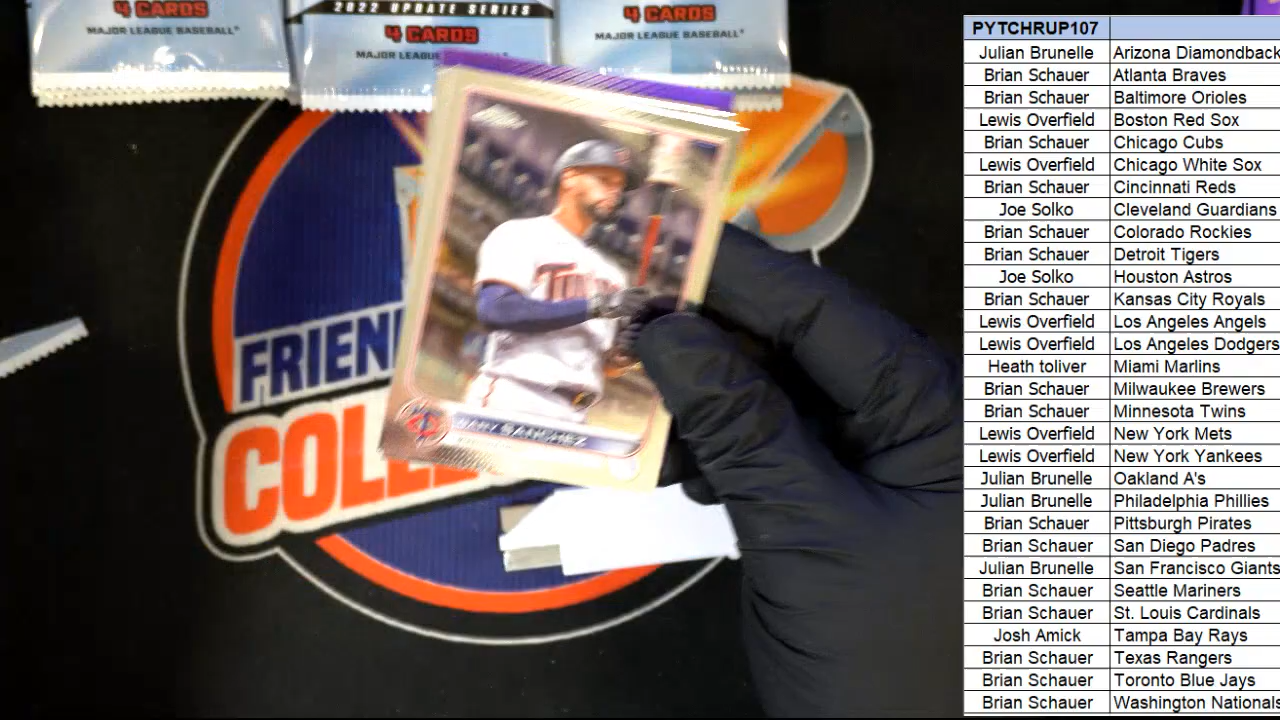 4 CARDS
MAJOR LEAGUE BASEBALL
2022 UPDATE SERIES
4 CARDS
MAJOR LEAGUE
4 CARDS
MAJOR LEAGUE BASEBALL
Twins
GARY SANCHEZ
FRIEN
COLLE
PYTCHRUP107
Julian Brunelle Arizona Diamondback
Brian Schauer Atlanta Braves
Brian Schauer Baltimore Orioles
Lewis Overfield Boston Red Sox
Brian Schauer Chicago Cubs
Lewis Overfield Chicago White Sox
Brian Schauer Cincinnati Reds
Joe Solko Cleveland Guardians
Brian Schauer Colorado Rockies
Brian Schauer Detroit Tigers
Joe Solko Houston Astros
Brian Schauer Kansas City Royals
Lewis Overfield Los Angeles Angels
Lewis Overfield Los Angeles Dodgers
Heath toliver Miami Marlins
Brian Schauer Milwaukee Brewers
Brian Schauer Minnesota Twins
Lewis Overfield New York Mets
Lewis Overfield New York Yankees
Julian Brunelle Oakland A's
Julian Brunelle Philadelphia Phillies
Brian Schauer Pittsburgh Pirates
Brian Schauer San Diego Padres
Julian Brunelle San Francisco Giants
Brian Schauer Seattle Mariners
Brian Schauer St. Louis Cardinals
Josh Amick Tampa Bay Rays
Brian Schauer Texas Rangers
Brian Schauer Toronto Blue Jays
Brian Schauer Washington Nationals